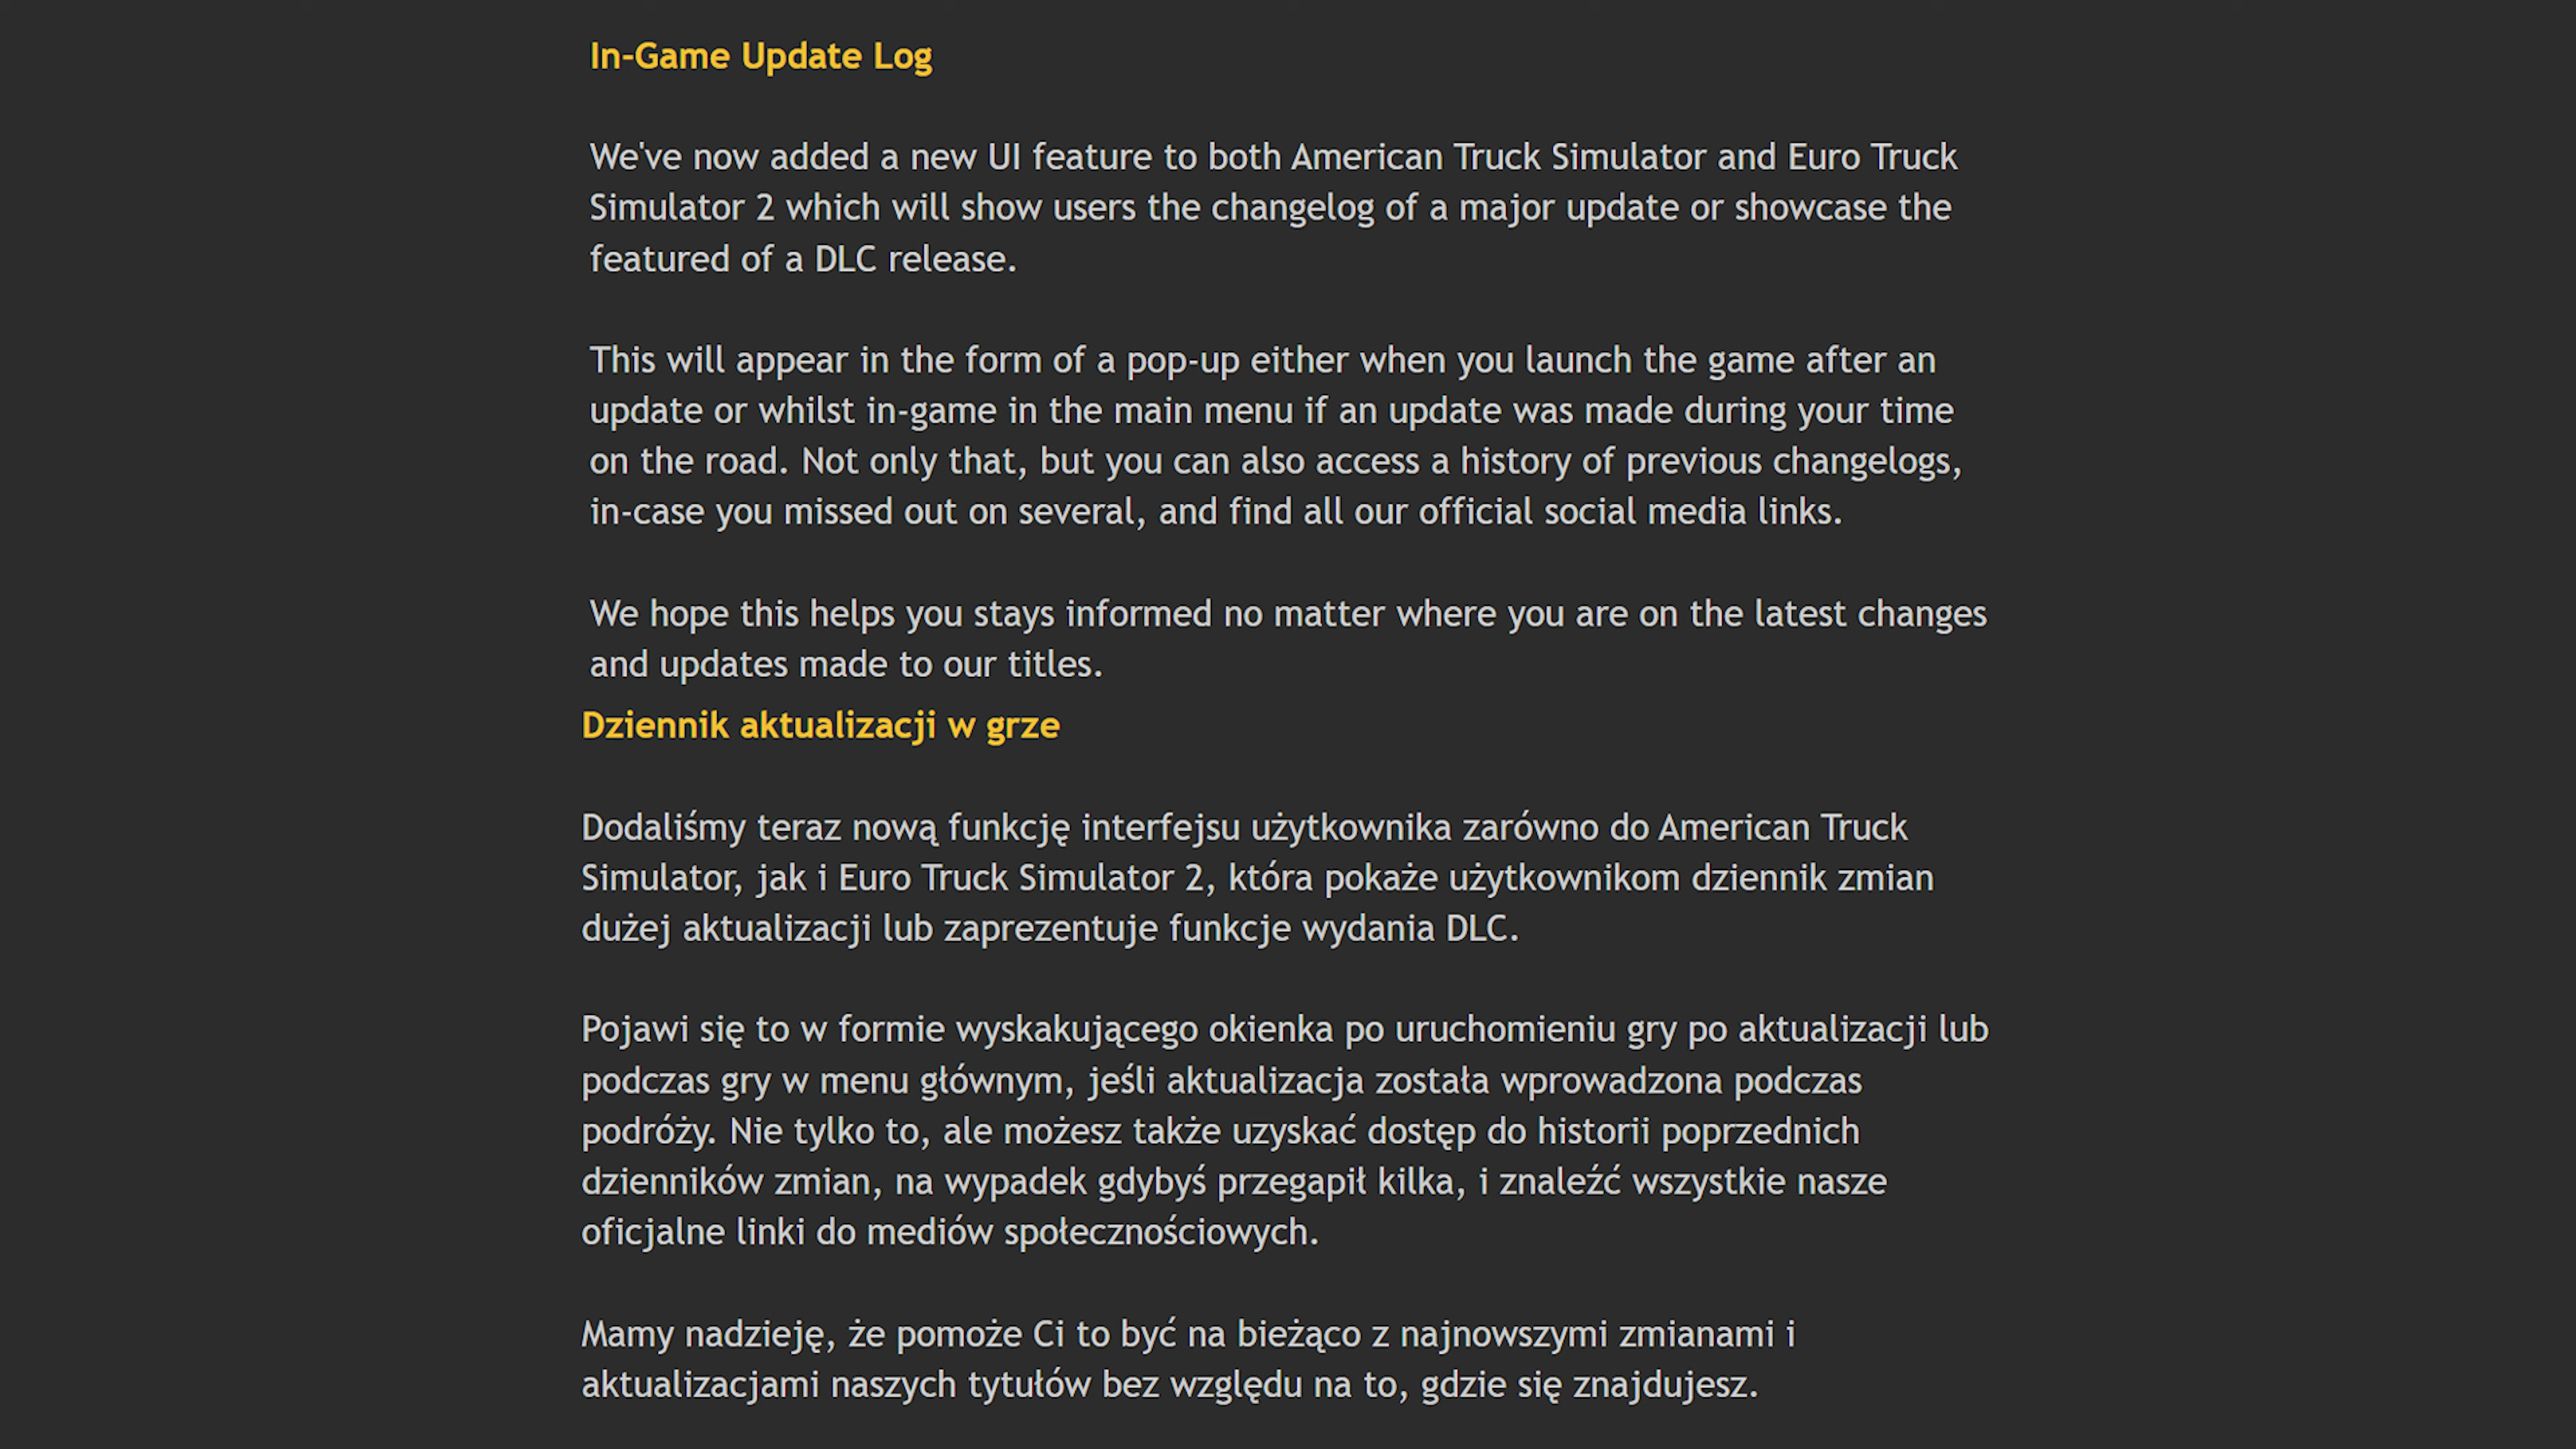 In-Game Update Log
We've now added a new UI feature to both American Truck Simulator and Euro Truck
Simulator 2 which will show users the changelog of a major update or showcase the
featured of a DLC release.
This will appear in the form of a pop-up either when you launch the game after an
update or whilst in-game in the main menu if an update was made during your time
on the road. Not only that, but you can also access a history of previous changelogs,
in-case you missed out on several, and find all our official social media links.
We hope this helps you stays informed no matter where you are on the latest changes
and updates made to our titles.
Dziennik aktualizacji w grze
Dodaliśmy teraz nową funkcję interfejsu użytkownika zarówno do American Truck
Simulator, jak i Euro Truck Simulator 2, która pokaże użytkownikom dziennik zmian
dużej aktualizacji lub zaprezentuje funkcje wydania DLC.
Pojawi się to w formie wyskakującego okienka po uruchomieniu gry po aktualizacji lub
podczas gry w menu głównym, jeśli aktualizacja została wprowadzona podczas
podróży. Nie tylko to, ale możesz także uzyskać dostęp do historii poprzednich
dzienników zmian, na wypadek gdybyś przegapił kilka, i znaleźć wszystkie nasze
oficjalne linki do mediów społecznościowych.
Mamy nadzieję, że pomoże Ci to być na bieżąco z najnowszymi zmianami i
aktualizacjami naszych tytułów bez względu na to, gdzie się znajdujesz.